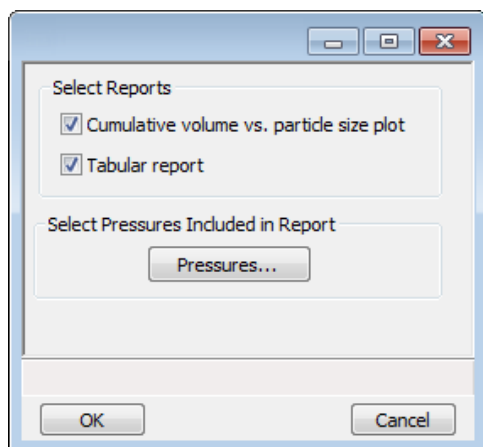 Select Reports
Cumulative volume vs. particle size plot
Tabular report
Select Pressures Included in Report
Pressures...
OK
Cancel